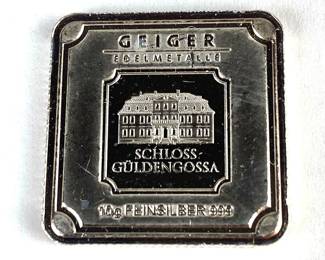 GEIGER
EDELMETALLE
SCHLOSS
GÜLDENGOSSA
10g FEINSILBER 999